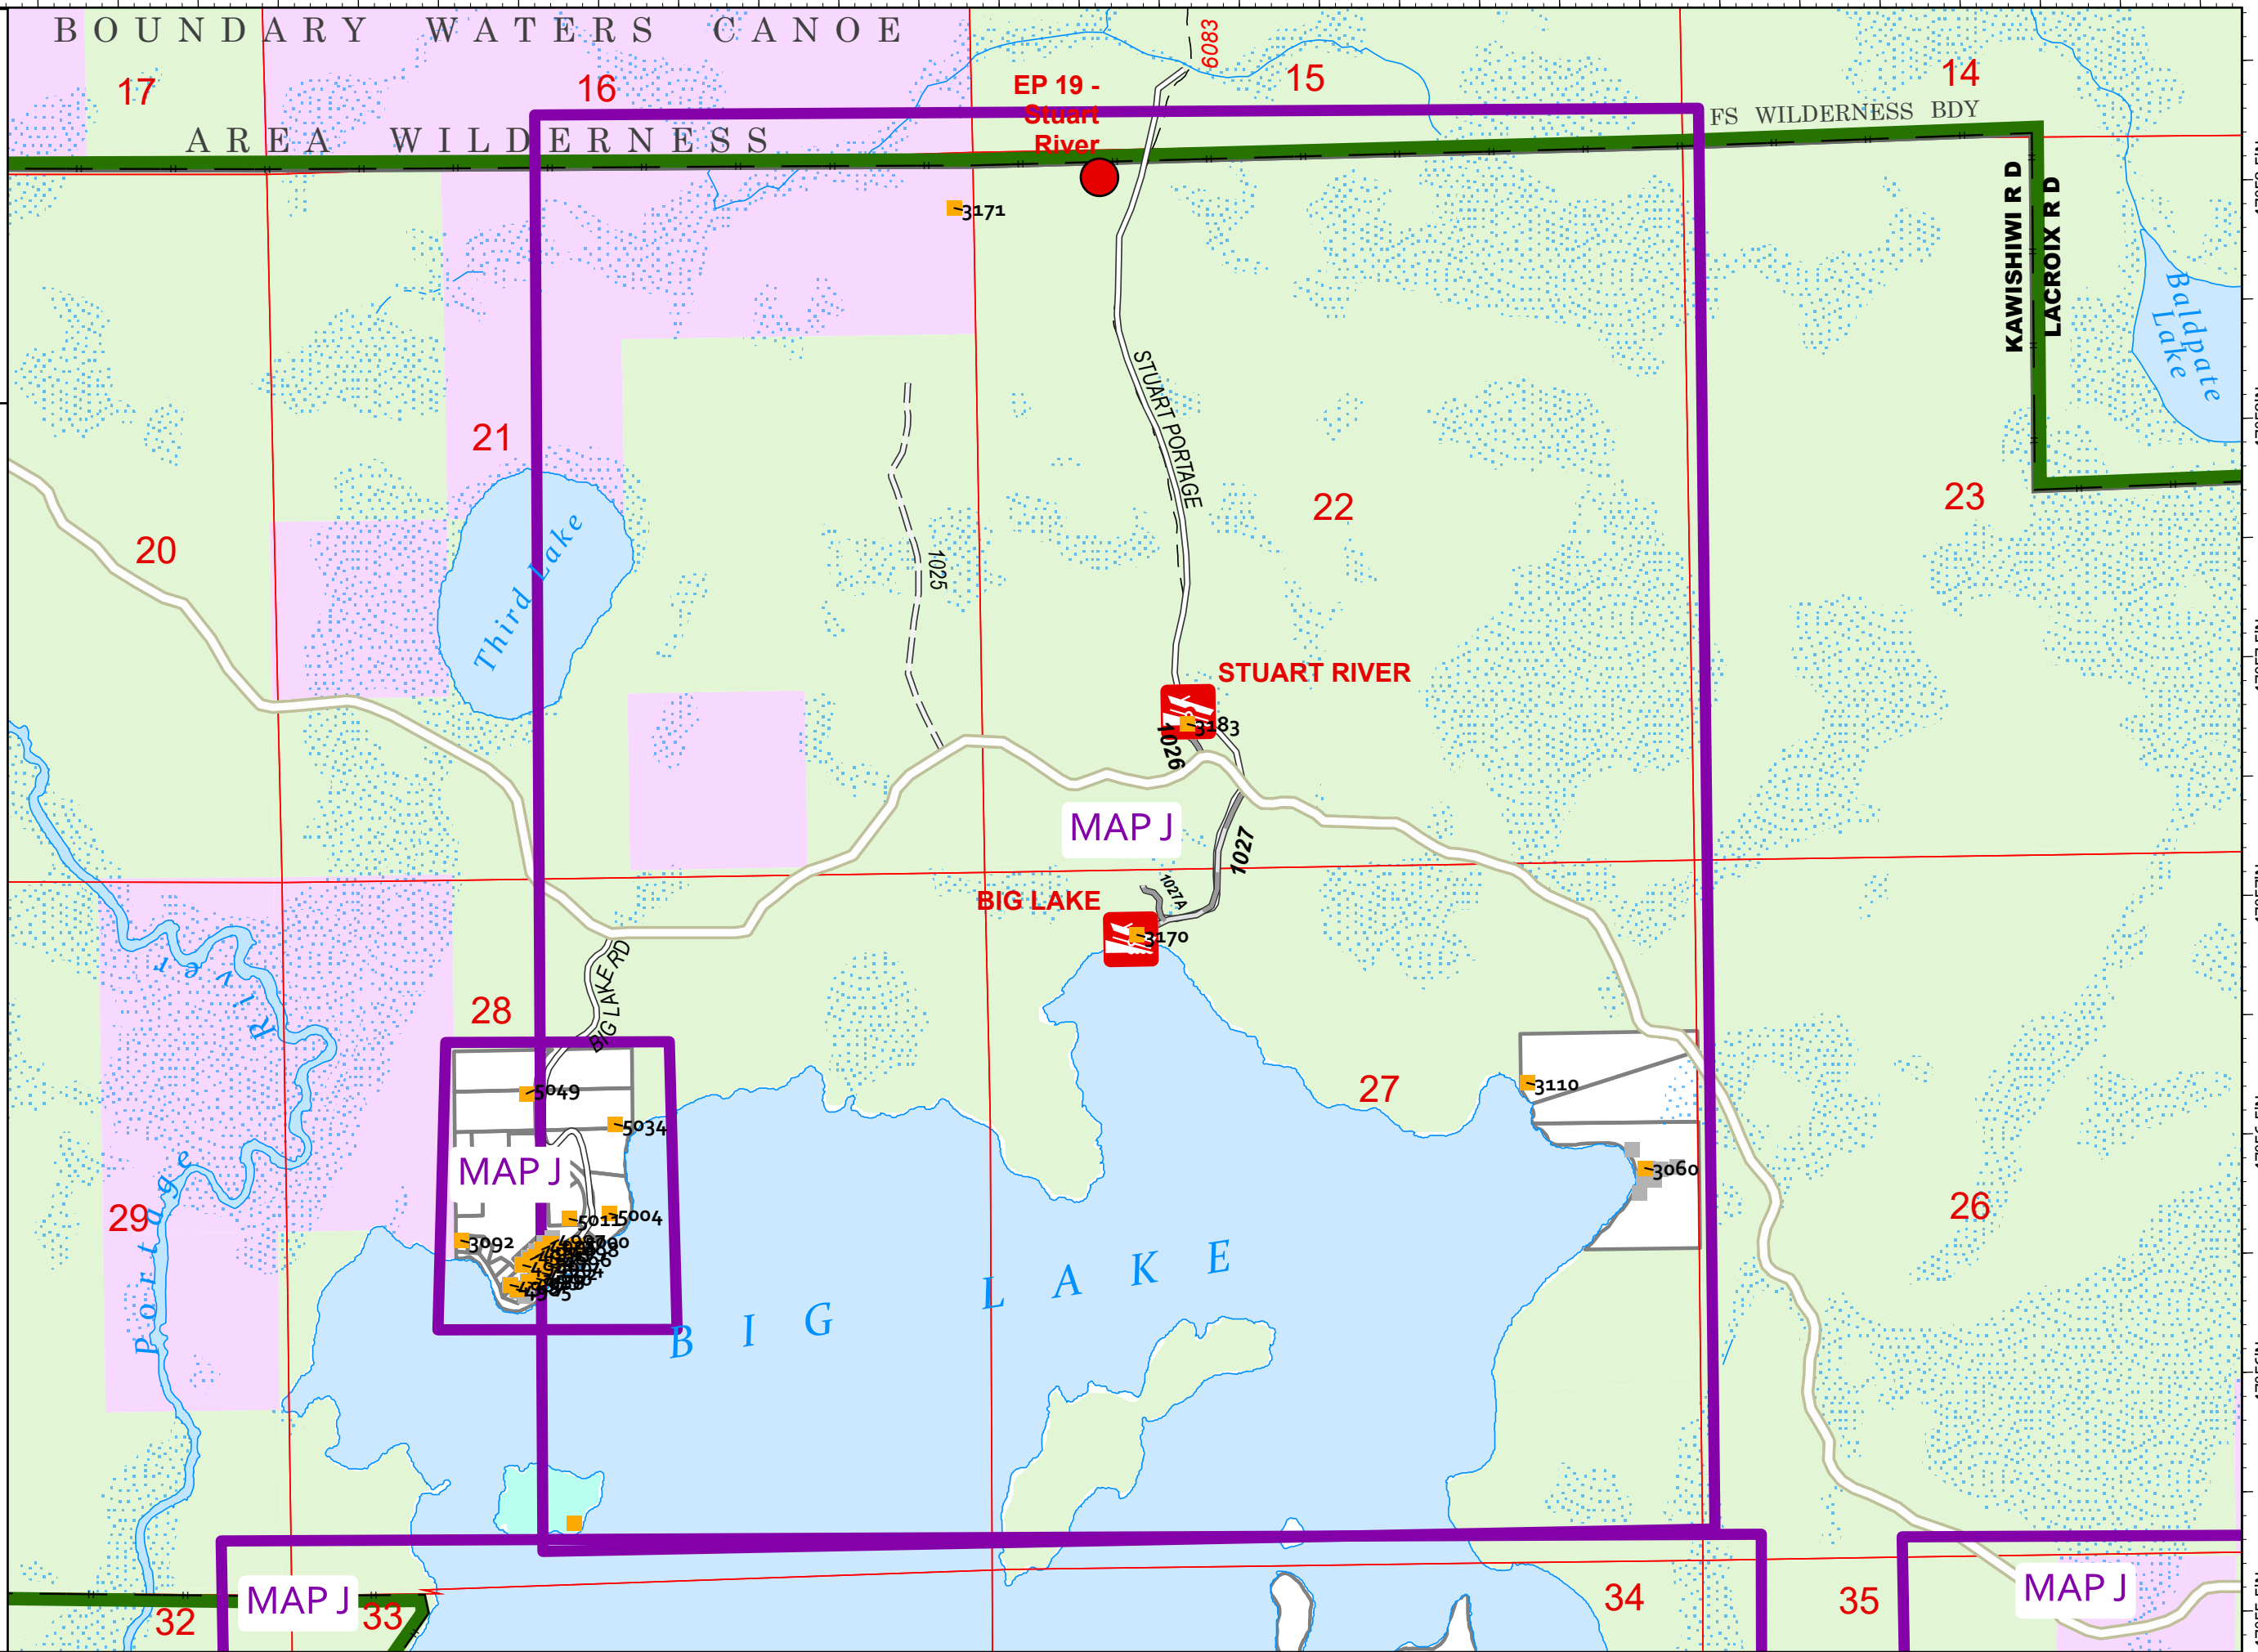 BOUNDARY WATERS CANOE
6083
17
16
EP 19 -
Stuart
River
15
14
AREA WILDERNESS
FS WILDERNESS BDY
3171
KAWISHIWI R D
LACROIX R D
Baldpate
Lake
21
STUART PORTAGE
22
23
20
1025
Third Lake
STUART RIVER
3183
1026
MAP J
1027
1027A
BIG LAKE
3170
BIG LAKE RD
River
28
5049
3110
27
5034
MAP J
3060
Portage
29
5011
5004
3092
26
BIG LAKE
MAP J
32
33
34
35
MAP J